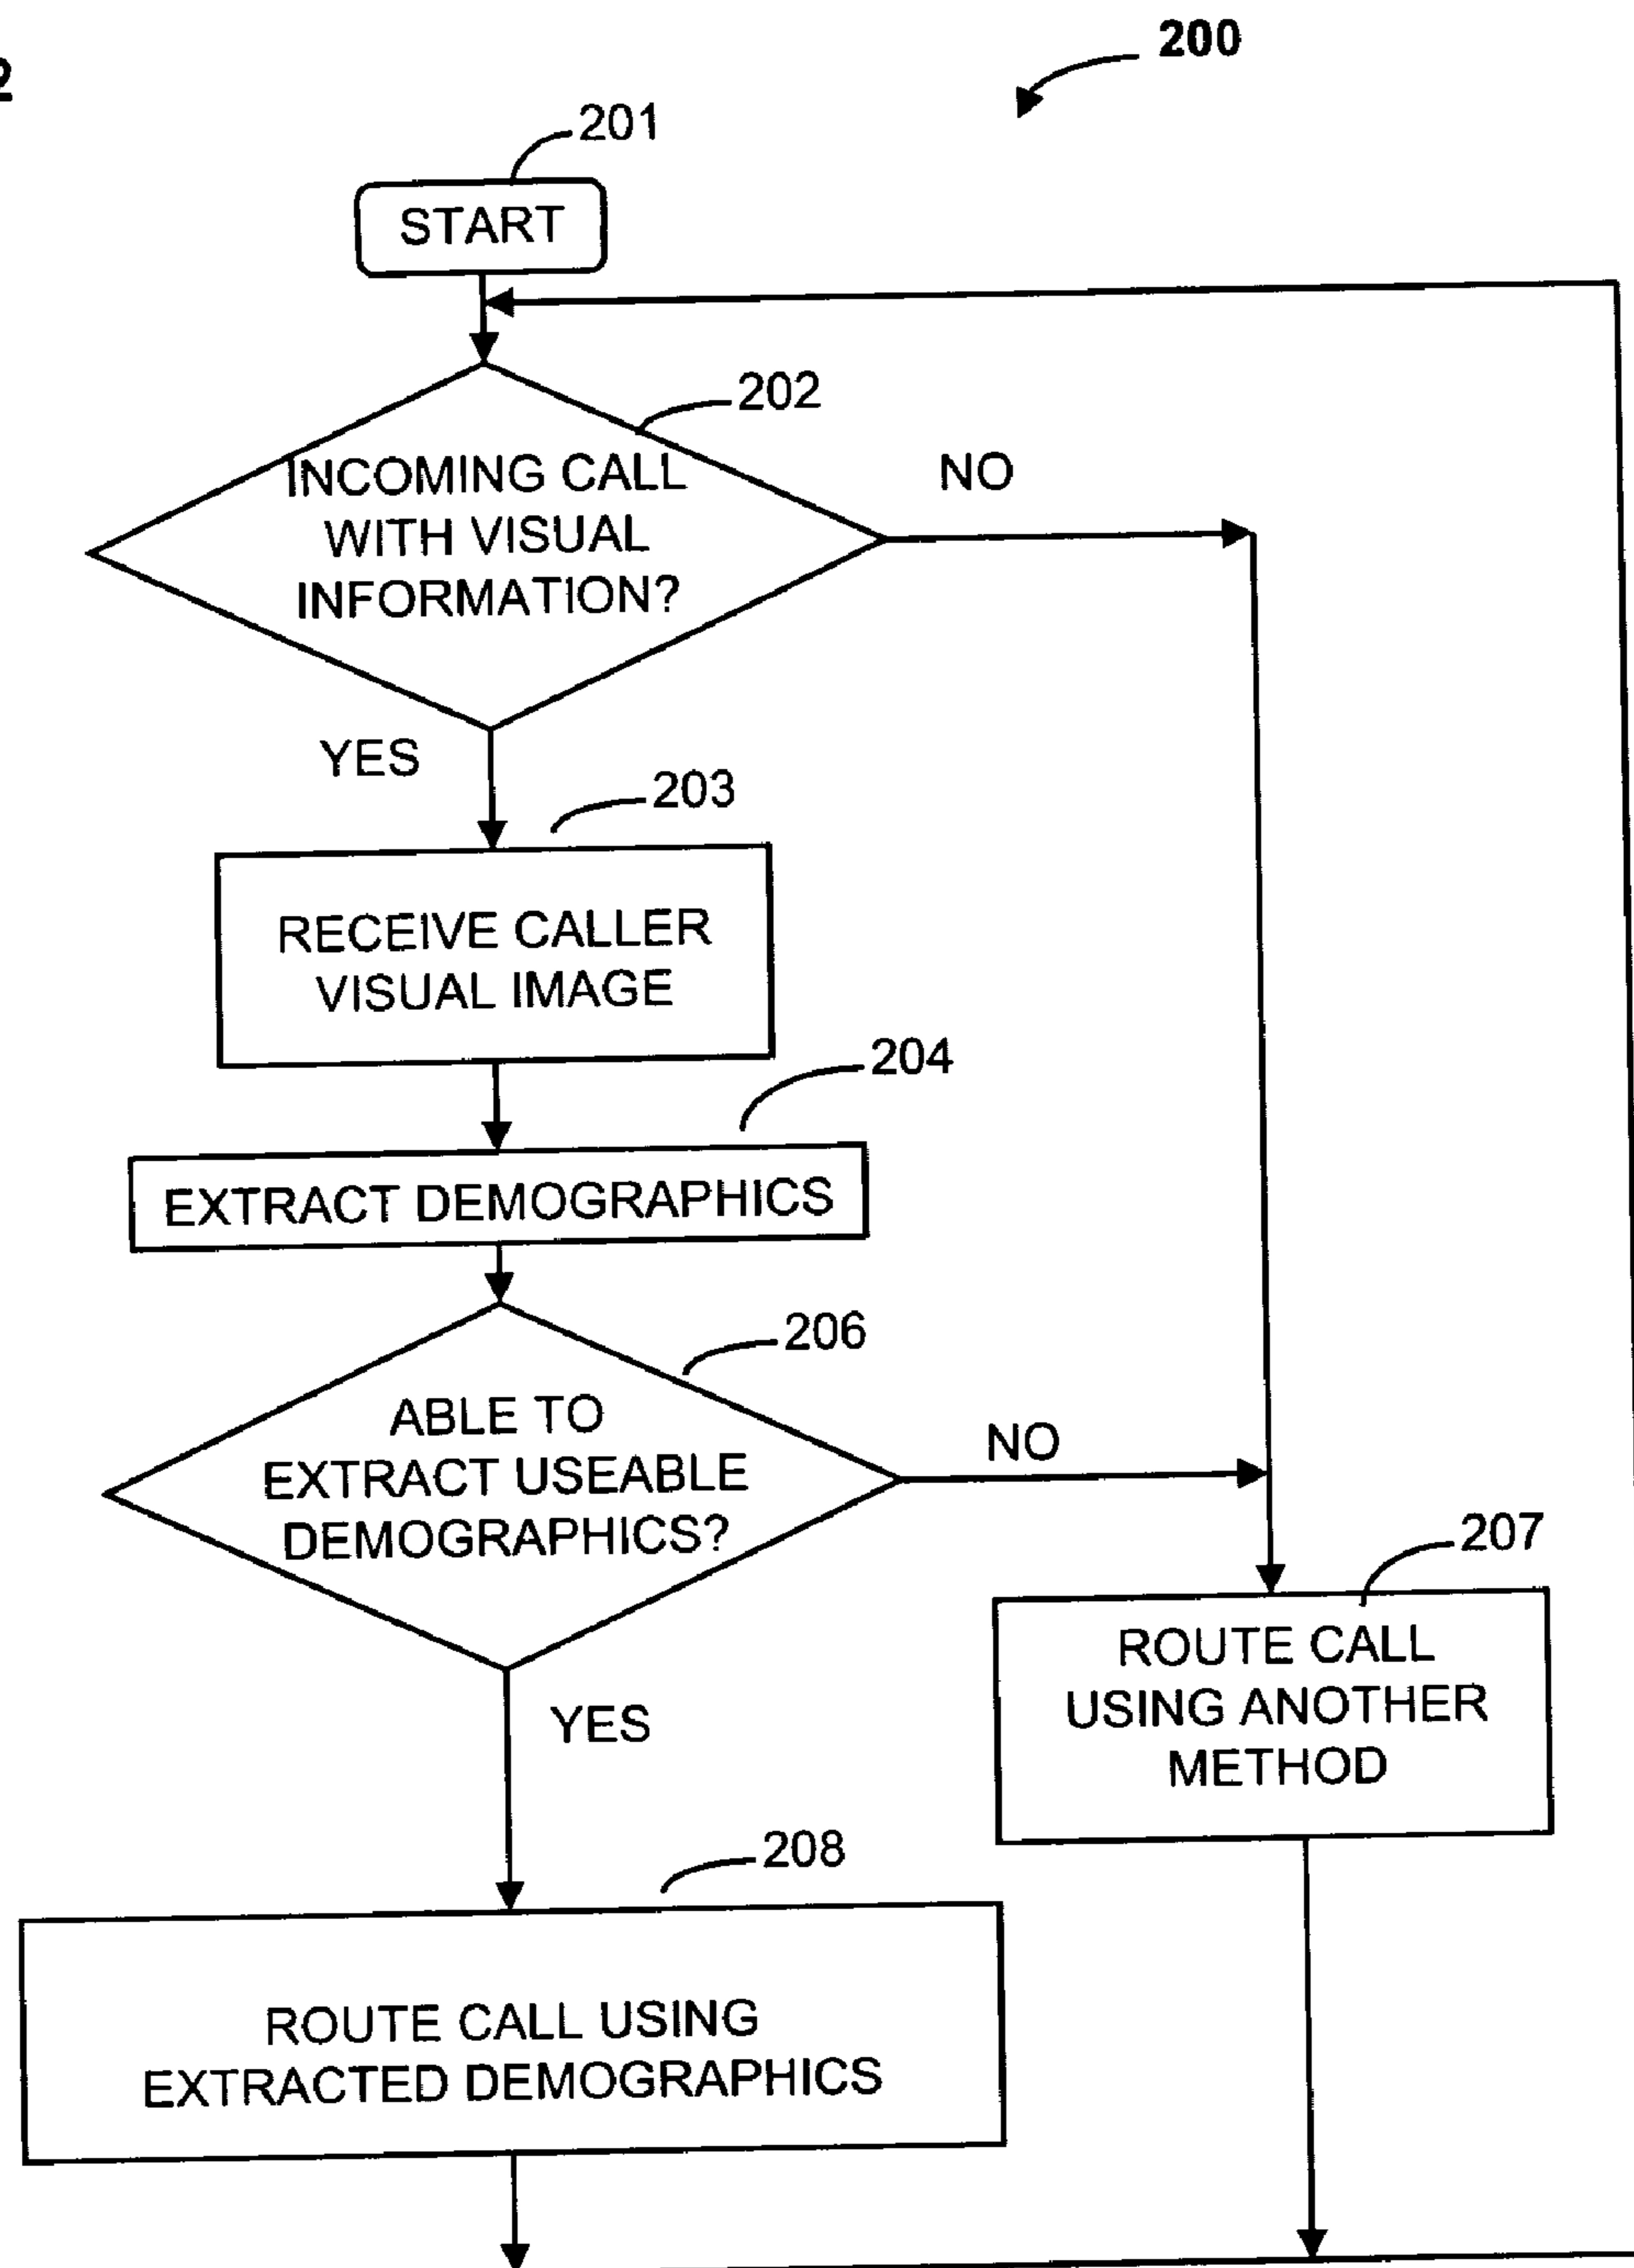 200
2
201
START
202
INCOMING CALL
WITH VISUAL
INFORMATION?
NO
YES
203
RECEIVE CALLER
VISUAL IMAGE
204
EXTRACT DEMOGRAPHICS
206
ABLE TO
EXTRACT USEABLE
DEMOGRAPHICS?
NO
YES
207
ROUTE CALL
USING ANOTHER
METHOD
208
ROUTE CALL USING
EXTRACTED DEMOGRAPHICS